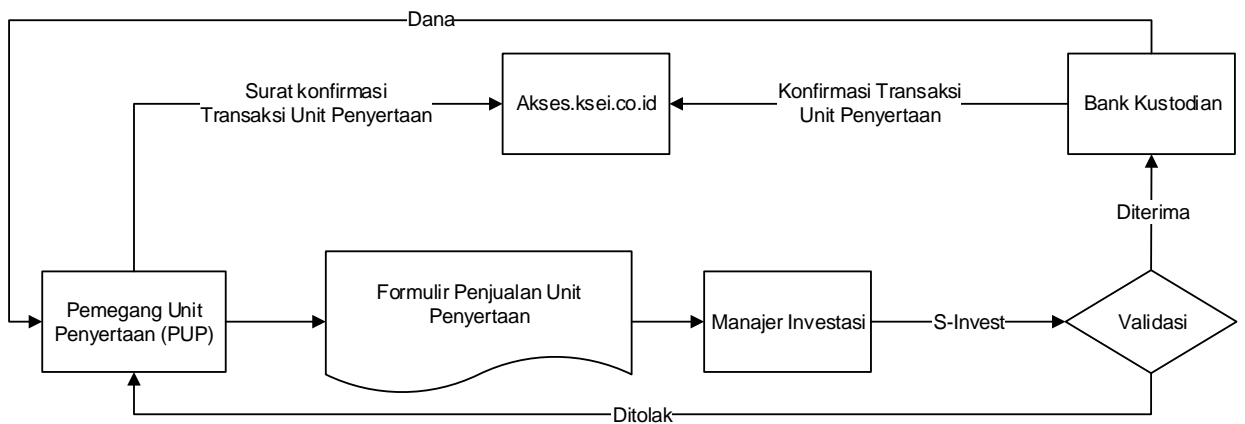 Dana
Surat konfirmasi
Transaksi Unit Penyertaan
Akses.ksei.co.id
Konfirmasi Transaksi
Unit Penyertaan
Bank Kustodian
Diterima
Pemegang Unit
Penyertaan (PUP)
Formulir Penjualan Unit
Penyertaan
Manajer Investasi
S-Invest
Validasi
Ditolak